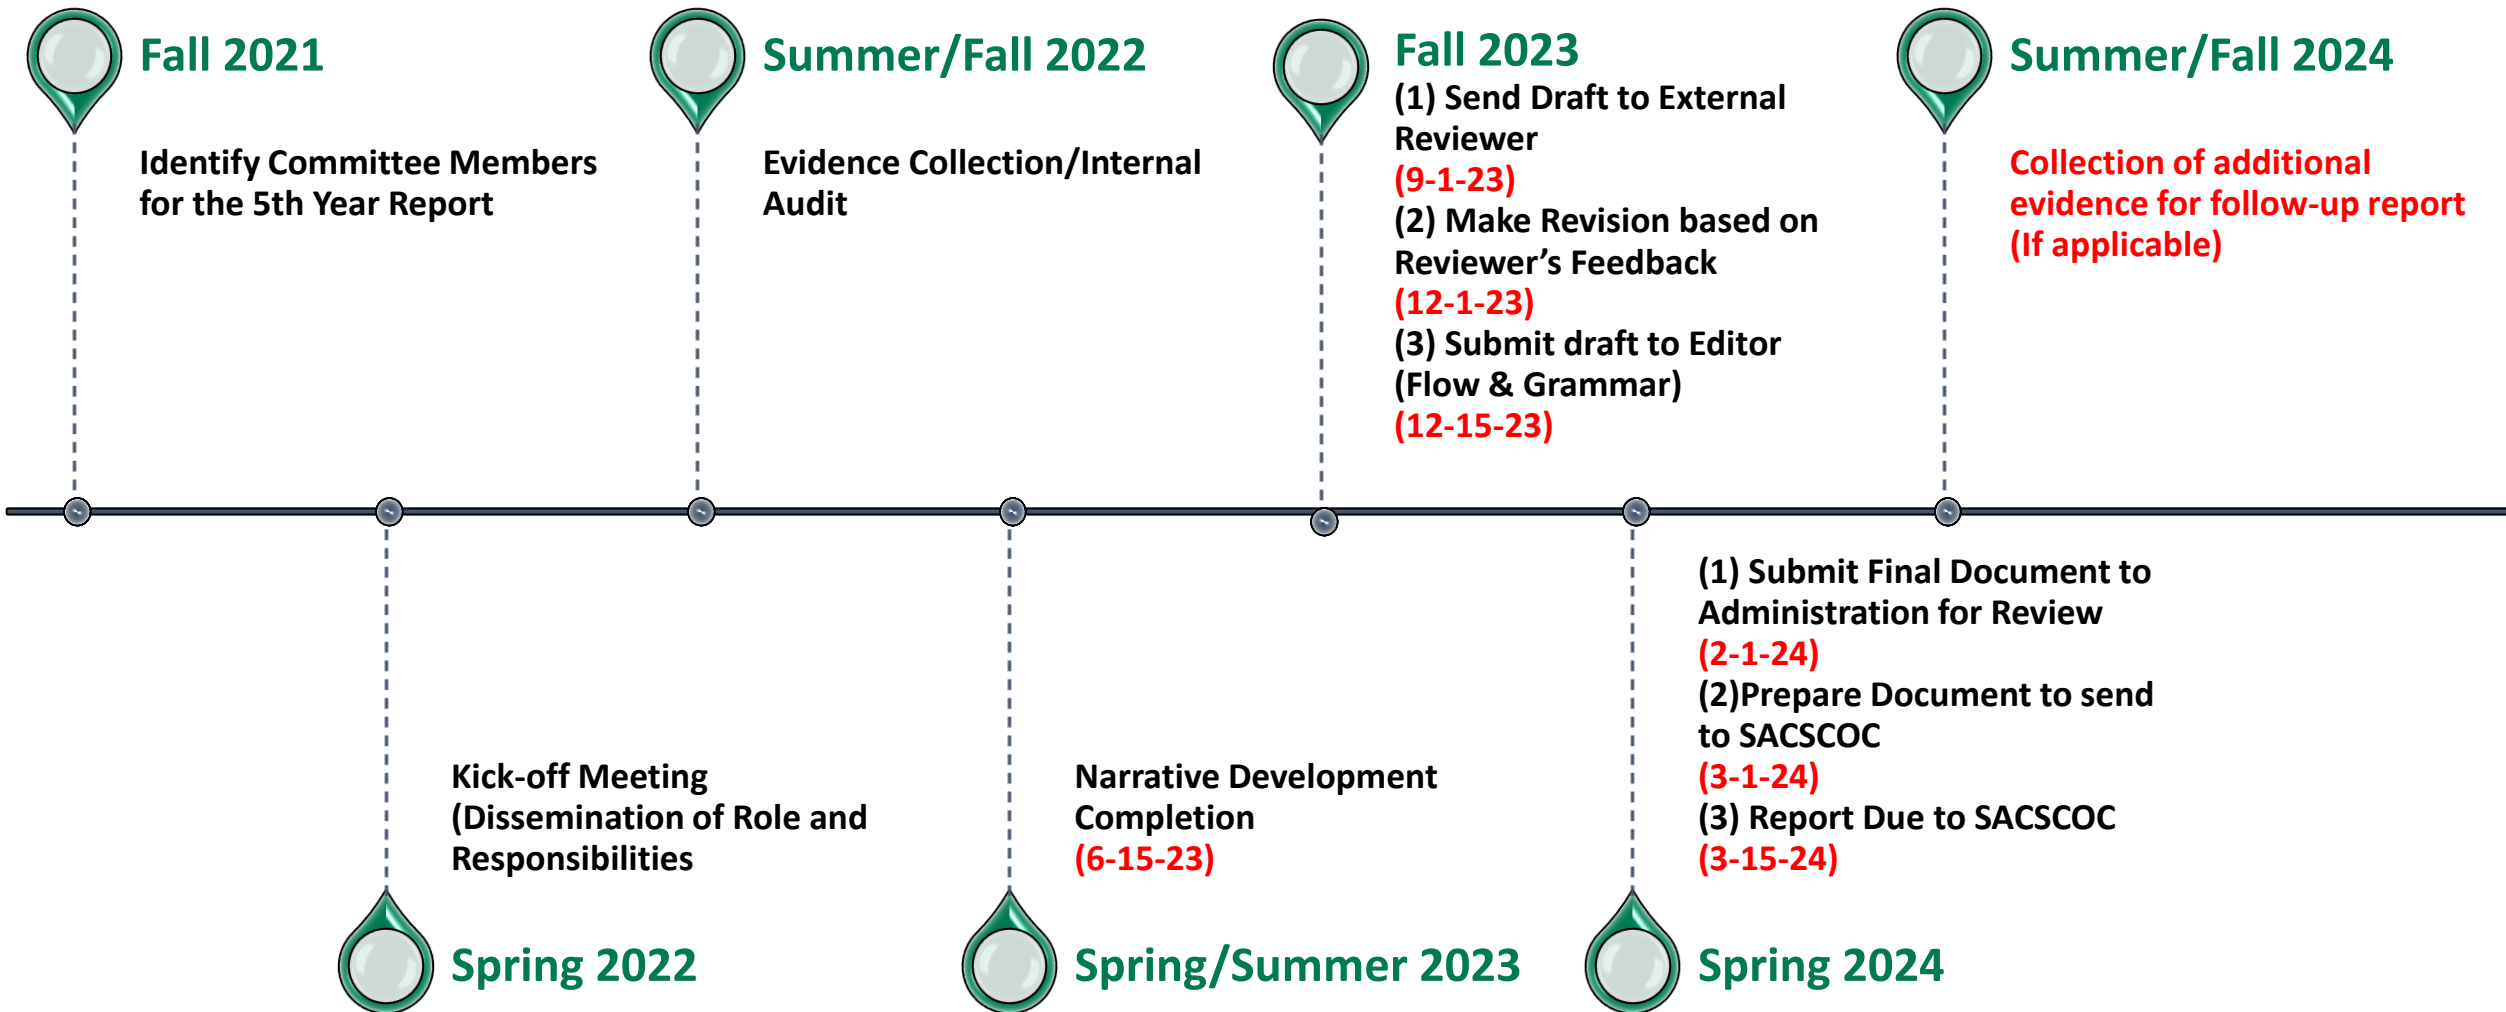 Fall 2021
Identify Committee Members
for the 5th Year Report
Kick-off Meeting
(Dissemination of Role and
Responsibilities
Spring 2022
Summer/Fall 2022
Evidence Collection/Internal
Audit
Narrative Development
Completion
(6-15-23)
Spring/Summer 2023
Fall 2023
(1) Send Draft to External
Reviewer
(9-1-23)
(2) Make Revision based on
Reviewer’s Feedback
(12-1-23)
(3) Submit draft to Editor
(Flow & Grammar)
(12-15-23)
(1) Submit Final Document to
Administration for Review
(2-1-24)
(2)Prepare Document to send
to SACSCOC
(3-1-24)
(3) Report Due to SACSCOC
(3-15-24)
Spring 2024
Summer/Fall 2024
Collection of additional
evidence for follow-up report
(If applicable)